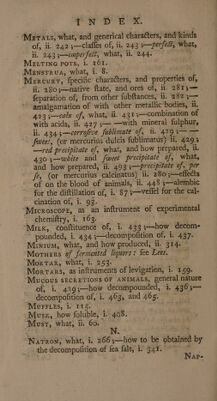 INDEX.
METALS, what, and generical characters, and kinds
of, ii. 242;—classes of, ii. 243;—perfect, what,
ii. 243;—imperfect, what, ii. 244.
MELTING POTS, i. 161.
MENSTRUA, what, i. 8.
MERCURY, specific characters, and properties of,
ii. 280;—native state, and ores of, ii. 281;—
separation of, from other substances, ii. 282;—
amalgamation of with other metallic bodies, ii.
423;—calx of, what, ii. 431;—combination of
with acids, ii. 427;—with mineral sulphur,
ii. 434;—corrosive sublimate of, ii. 429;—
sweet, (or mercurius dulcis sublimatus) ii. 429;
—red precipitate of, what, and how prepared, ii.
430;—white and sweet precipitate of, what,
and how prepared, ii. 493;—precipitate of, per
se, (or mercurius calcinatus) ii. 280;—effects
of on the blood of animals, ii. 448;—alembic
for the distillation of, i. 87;—vessel for the cal-
cination of, i. 93.
MICROSCOPE, as an instrument of experimental
chemistry, i. 163.
MILK, constituence of, i. 433;—how decom-
pounded, i. 434;—decomposition of, i. 437.
MINIUM, what, and how produced, ii. 314.
MOTHERS of fermented liquors: see Lees.
MORTAR, what, i. 253.
MORTARS, as instruments of levigation, i. 159.
MUCOUS SECRETIONS OF ANIMALS, general nature
of, i. 429;—how decompounded, i. 436;—
decomposition of, i. 463, and 465.
MUFFLES, i. 115.
MUSK, how soluble, i. 408.
MUST, what, ii. 60.
N.
NATRON, what, i. 266;—how to be obtained by
the decomposition of sea salt, i. 341.
NAP-